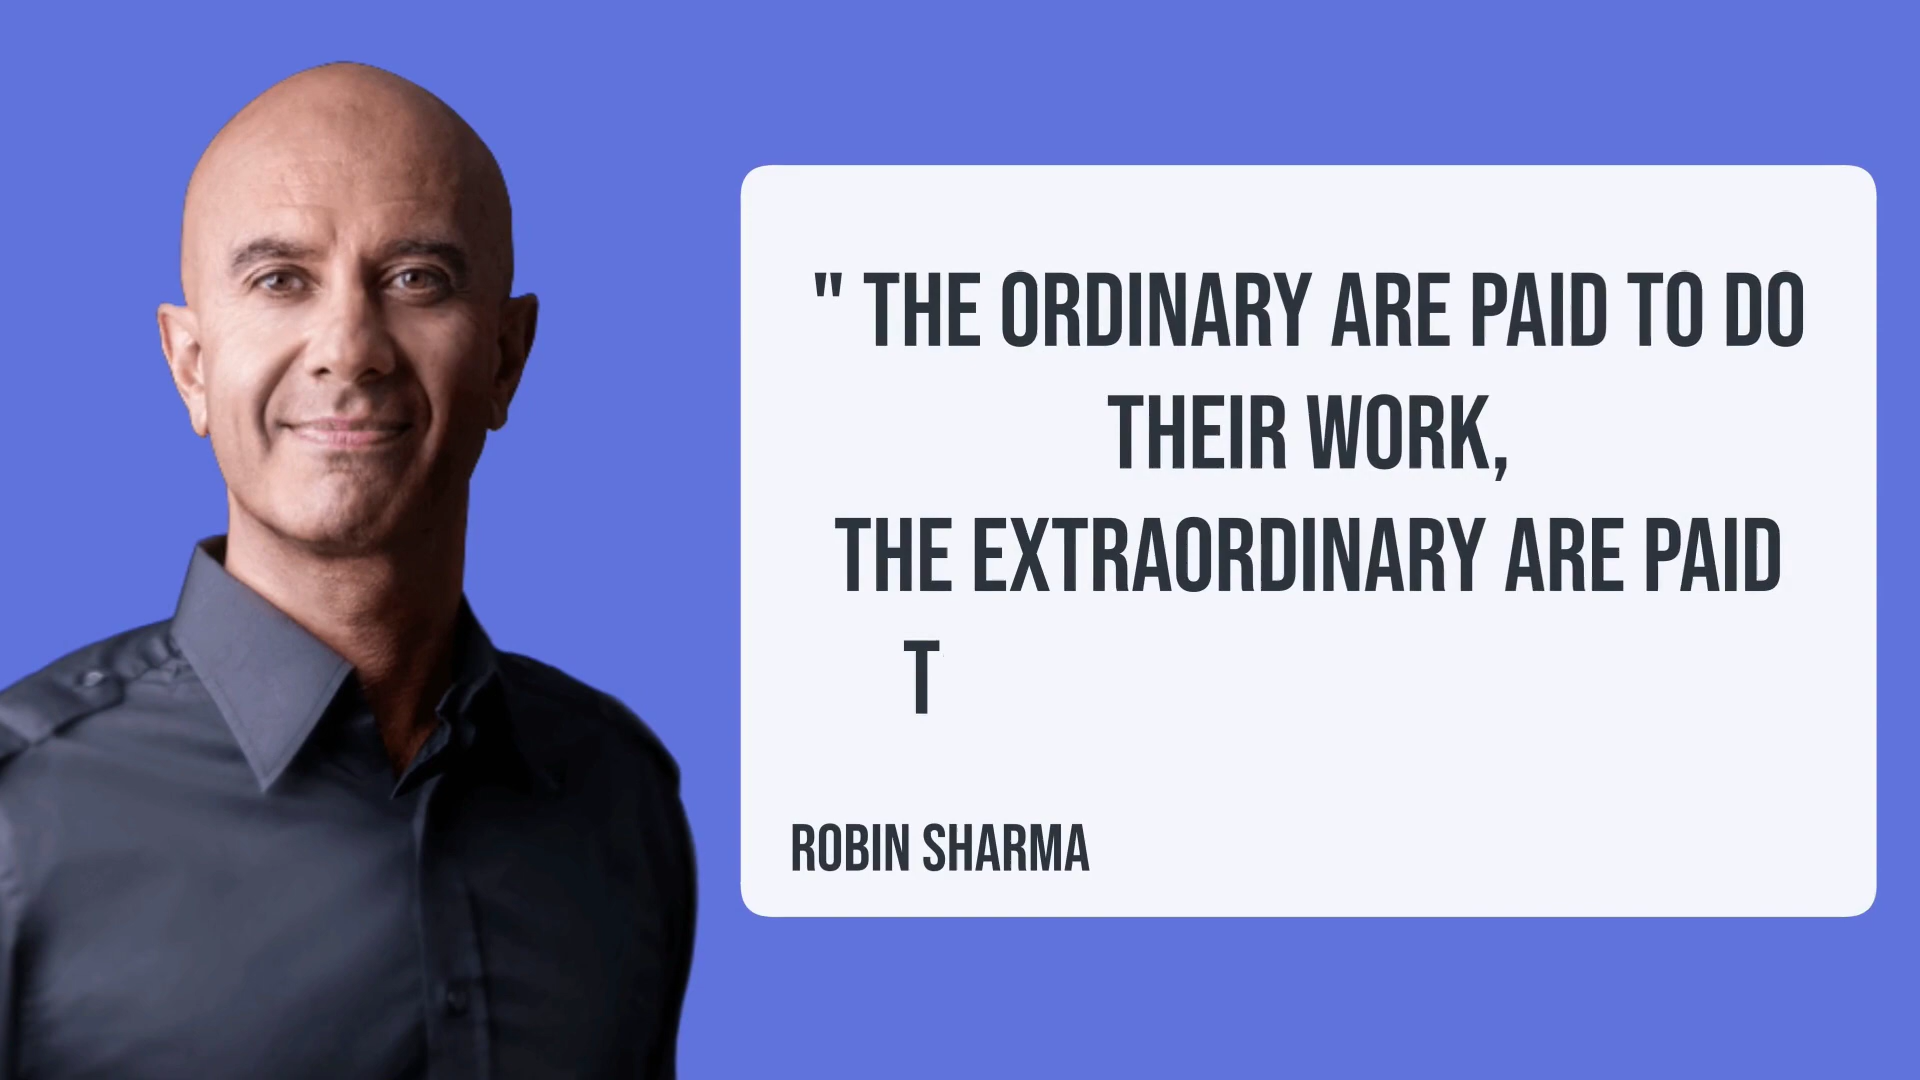 " THE ORDINARY ARE PAID TO DO
THEIR WORK,
THE EXTRAORDINARY ARE PAID
T
ROBIN SHARMA